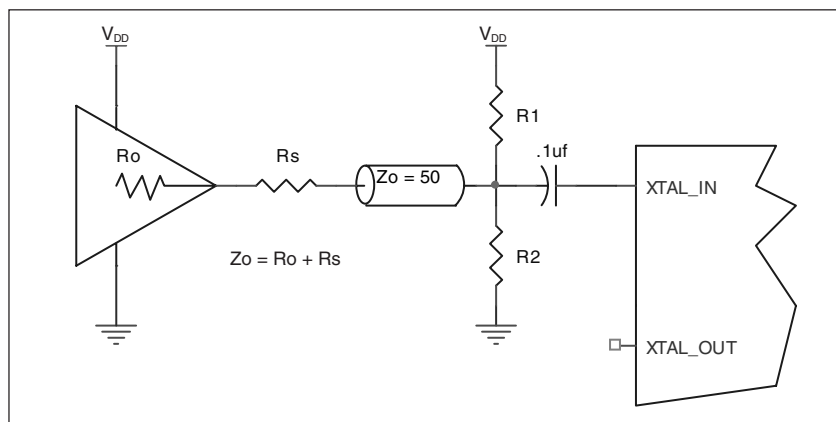 VDD
VDD
R1
.1uf
Ro
Rs
Zo = 50
XTAL_IN
R2
Zo = Ro + Rs
XTAL_OUT